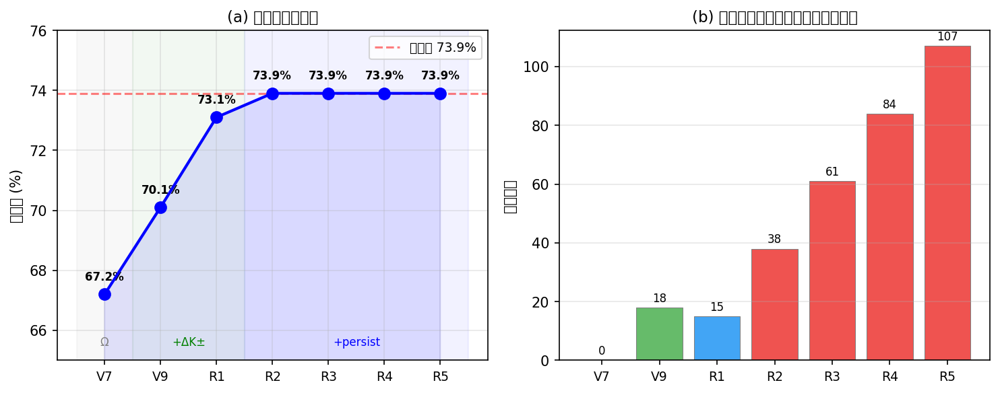 (a)
76
74
72
70
68
66
(%)
73.9%
67.2%
70.1%
73.1%
73.9%
73.9%
73.9%
73.9%
Ω
+ΔK±
+persist
V7
V9
R1
R2
R3
R4
R5
(b)
100
80
60
40
20
0
0
18
15
38
61
84
107
V7
V9
R1
R2
R3
R4
R5